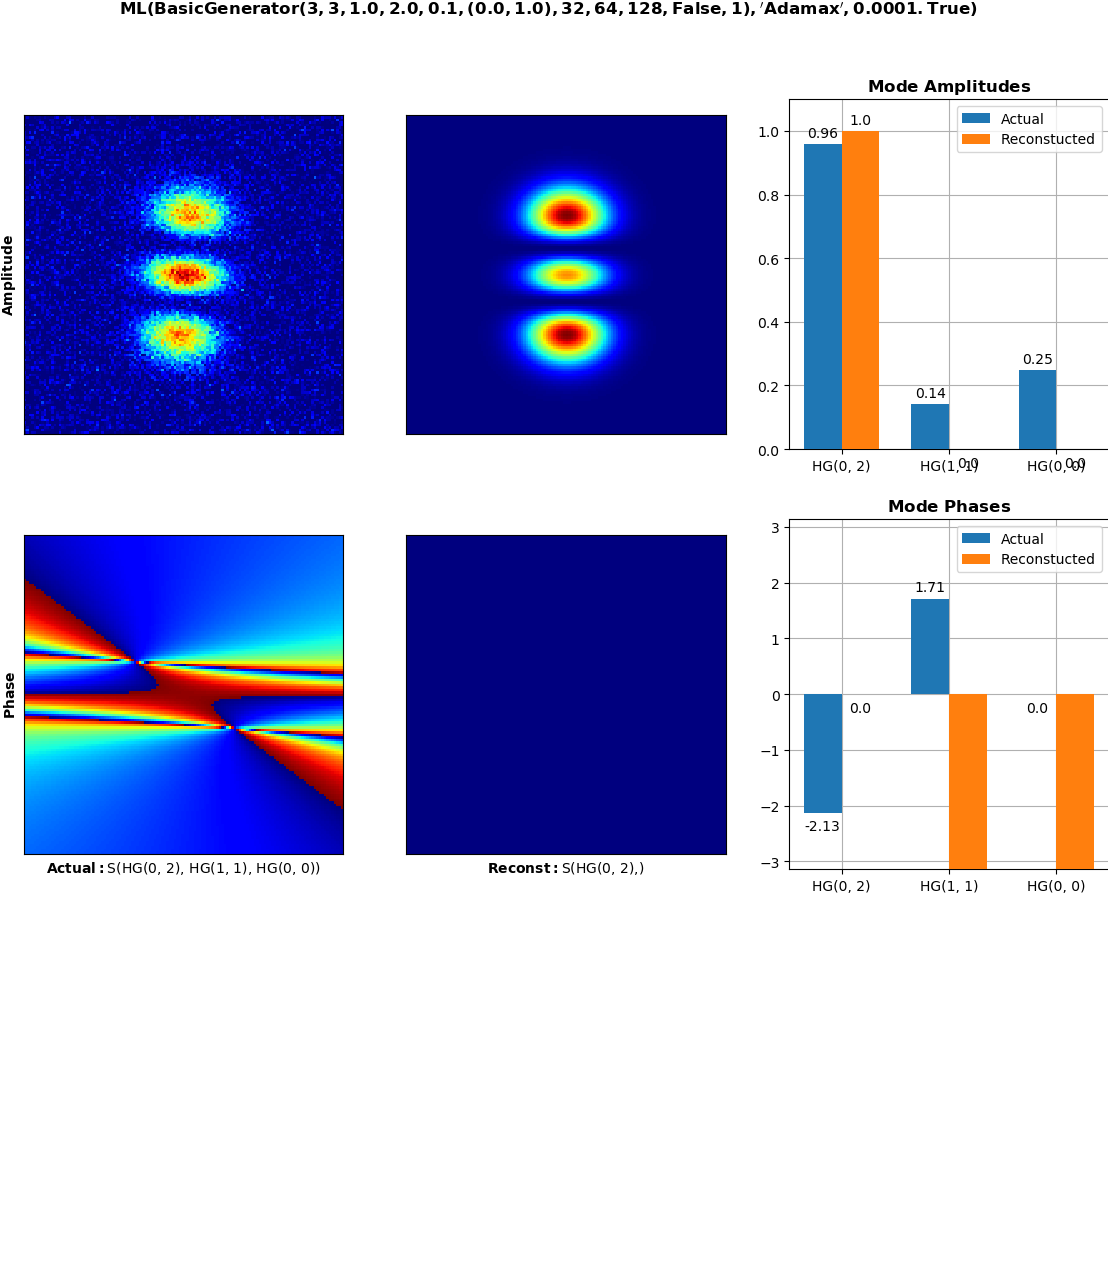 ML(BasicGenerator(3, 3, 1.0, 2.0, 0.1, (0.0, 1.0), 32, 64, 128, False, 1), 'Adamax', 0.0001. True)
Amplitude
Mode Amplitudes
Actual
Reconstucted
1.0
0.8
0.6
0.4
0.2
0.0
0.96
1.0
0.14
0.0
0.25
0.0
HG(0, 2)
HG(1, 1)
HG(0, 0)
Phase
Actual: S(HG(0, 2), HG(1, 1), HG(0, 0))
Reconst: S(HG(0, 2),)
Mode Phases
Actual
Reconstucted
3
2
1
0
−1
−2
−3
-2.13
0.0
1.71
0.0
HG(0, 2)
HG(1, 1)
HG(0, 0)